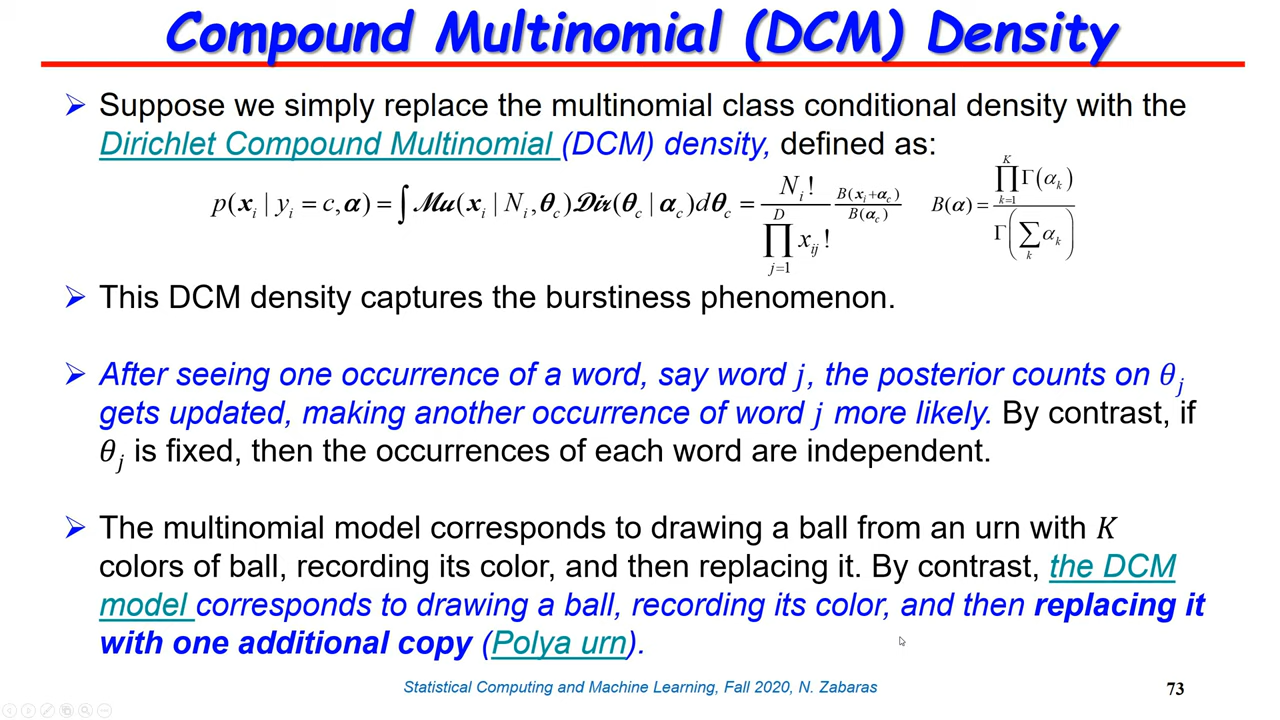 Compound Multinomial (DCM) Density
➢ Suppose we simply replace the multinomial class conditional density with the
Dirichlet Compound Multinomial (DCM) density, defined as:
p(x_i | y_i = c, α) = ∫ Mu(x_i | N_i, θ_c) Dir(θ_c | α_c) dθ_c = N_i! / ∏_{j=1}^{D} x_{ij}! B(x_i + α_c) / B(α_c)   B(α) = ∏_{k=1}^{K} Γ(α_k) / Γ(∑_k α_k)
➢ This DCM density captures the burstiness phenomenon.
➢ After seeing one occurrence of a word, say word j, the posterior counts on θ_j
gets updated, making another occurrence of word j more likely. By contrast, if
θ_j is fixed, then the occurrences of each word are independent.
➢ The multinomial model corresponds to drawing a ball from an urn with K
colors of ball, recording its color, and then replacing it. By contrast, the DCM
model corresponds to drawing a ball, recording its color, and then replacing it
with one additional copy (Polya urn).
Statistical Computing and Machine Learning, Fall 2020, N. Zabaras
73